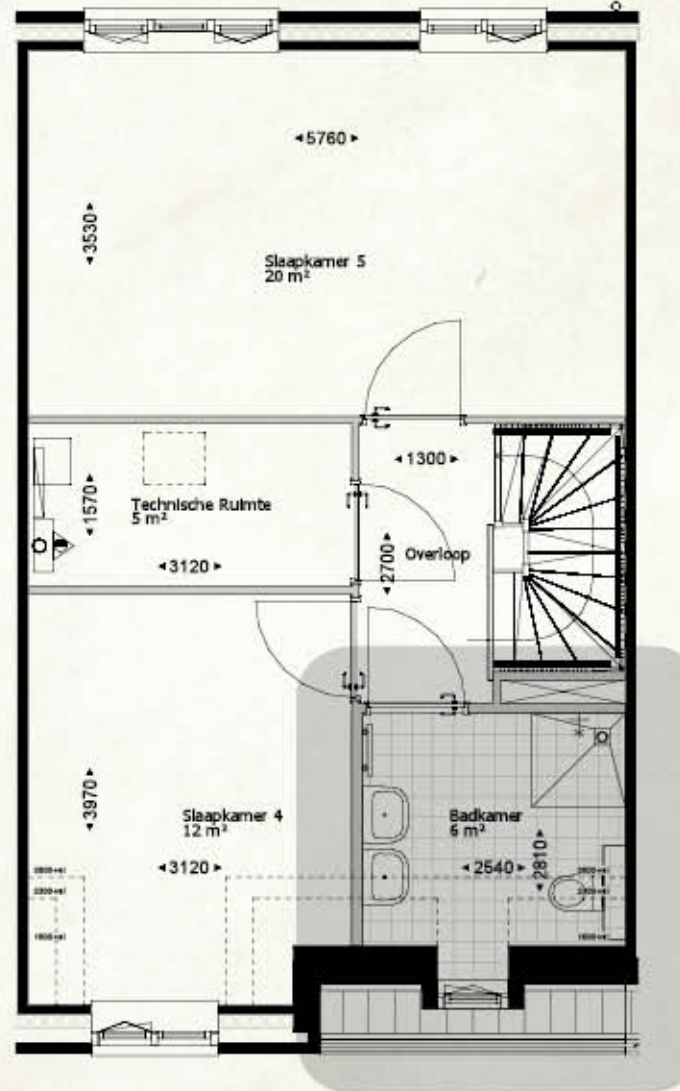 5760
3530
Slaapkamer 5
20 m²
1300
1570
Technische Ruimte
5 m²
3120
2700
Overloop
3970
Slaapkamer 4
12 m²
3120
Badkamer
6 m²
2540
2810